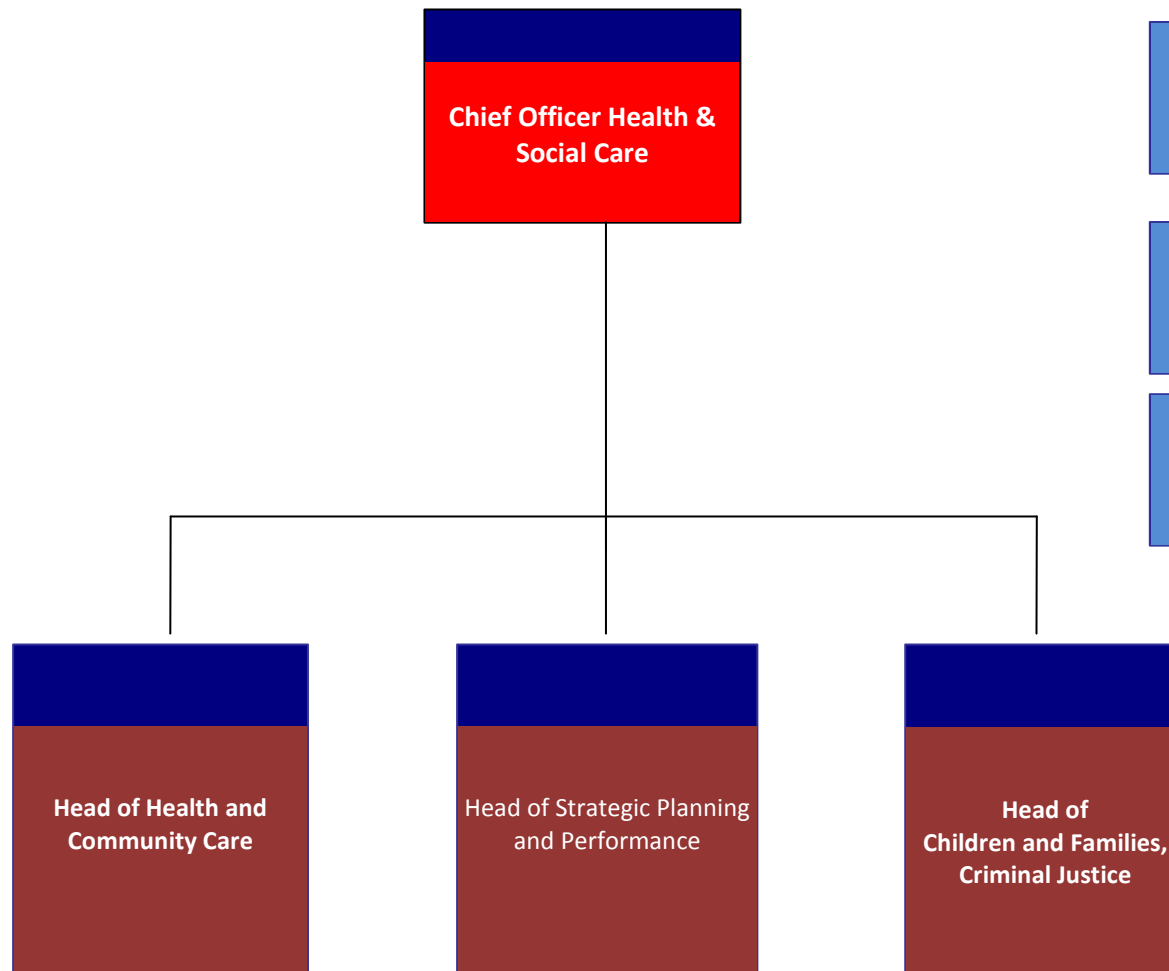 Chief Officer Health &
Social Care
Head of Health and
Community Care
Head of Strategic Planning
and Performance
Head of
Children and Families,
Criminal Justice